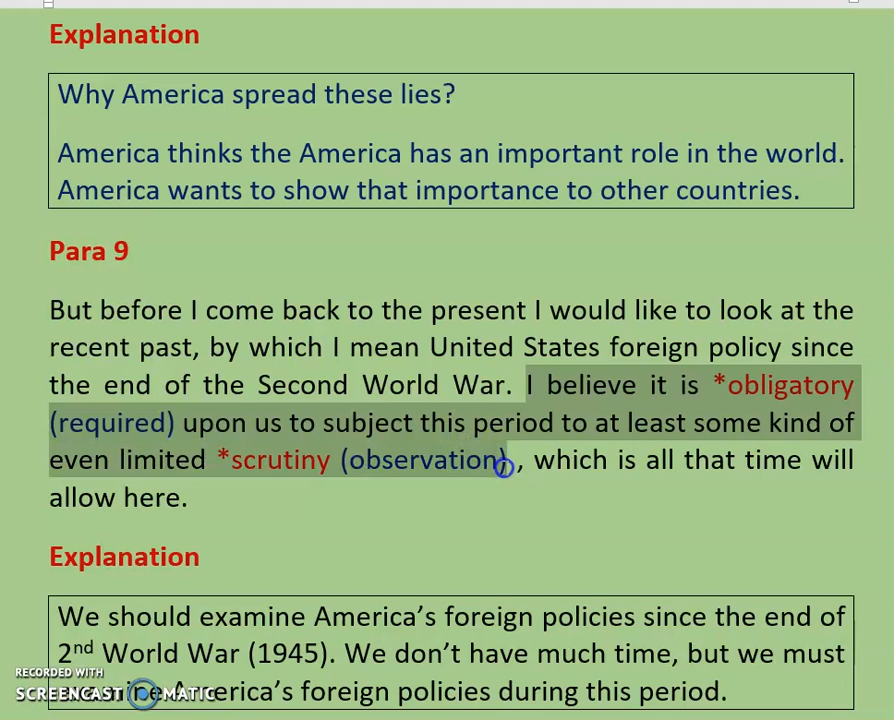 Explanation
Why America spread these lies?
America thinks the America has an important role in the world.
America wants to show that importance to other countries.
Para 9
But before I come back to the present I would like to look at the
recent past, by which I mean United States foreign policy since
the end of the Second World War. I believe it is *obligatory
(required) upon us to subject this period to at least some kind of
even limited *scrutiny (observation) , which is all that time will
allow here.
Explanation
We should examine America’s foreign policies since the end of
2nd World War (1945). We don’t have much time, but we must
America’s foreign policies during this period.
RECORDED WITH
SCREENCAST MATIC